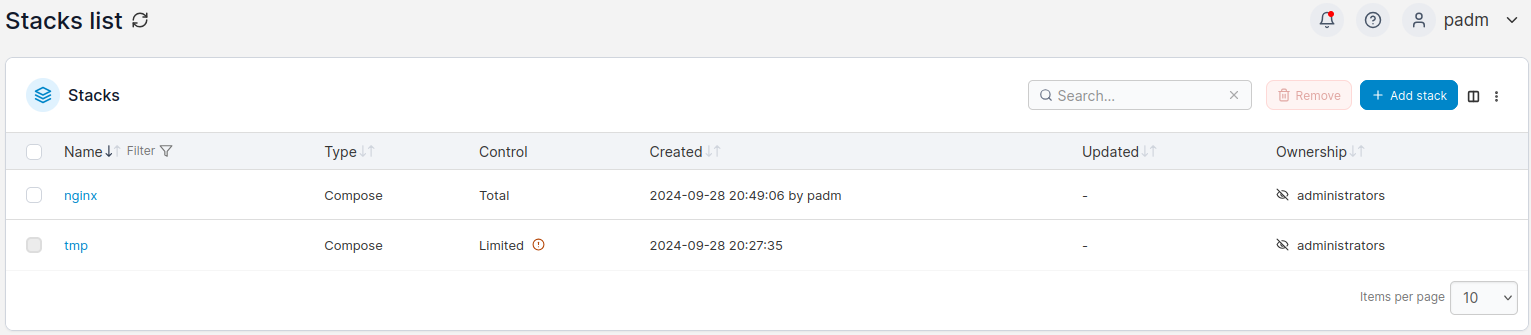 Stacks list padm
Stacks Search... Remove Add stack
Name Filter Type Control Created Updated Ownership
nginx Compose Total 2024-09-28 20:49:06 by padm - administrators
tmp Compose Limited 2024-09-28 20:27:35 - administrators
Items per page 10